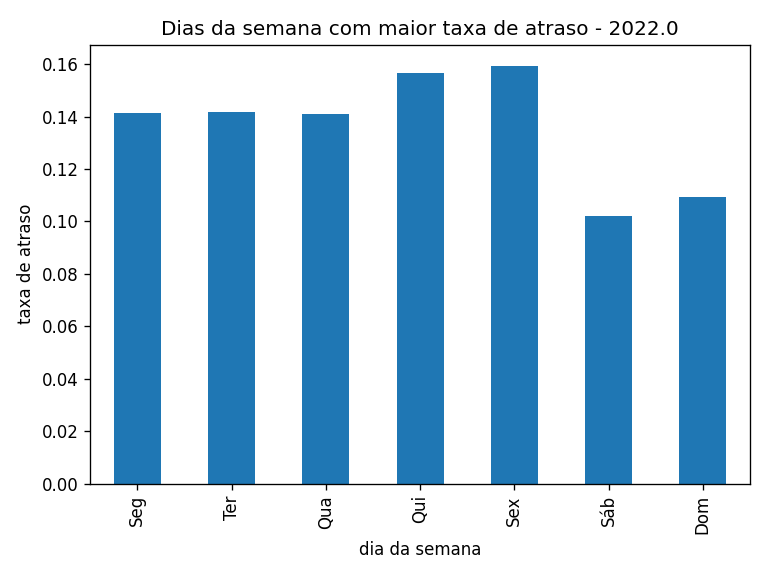 Dias da semana com maior taxa de atraso - 2022.0
taxa de atraso
0.16
0.14
0.12
0.10
0.08
0.06
0.04
0.02
0.00
Seg Ter Qua Qui Sex Sáb Dom
dia da semana